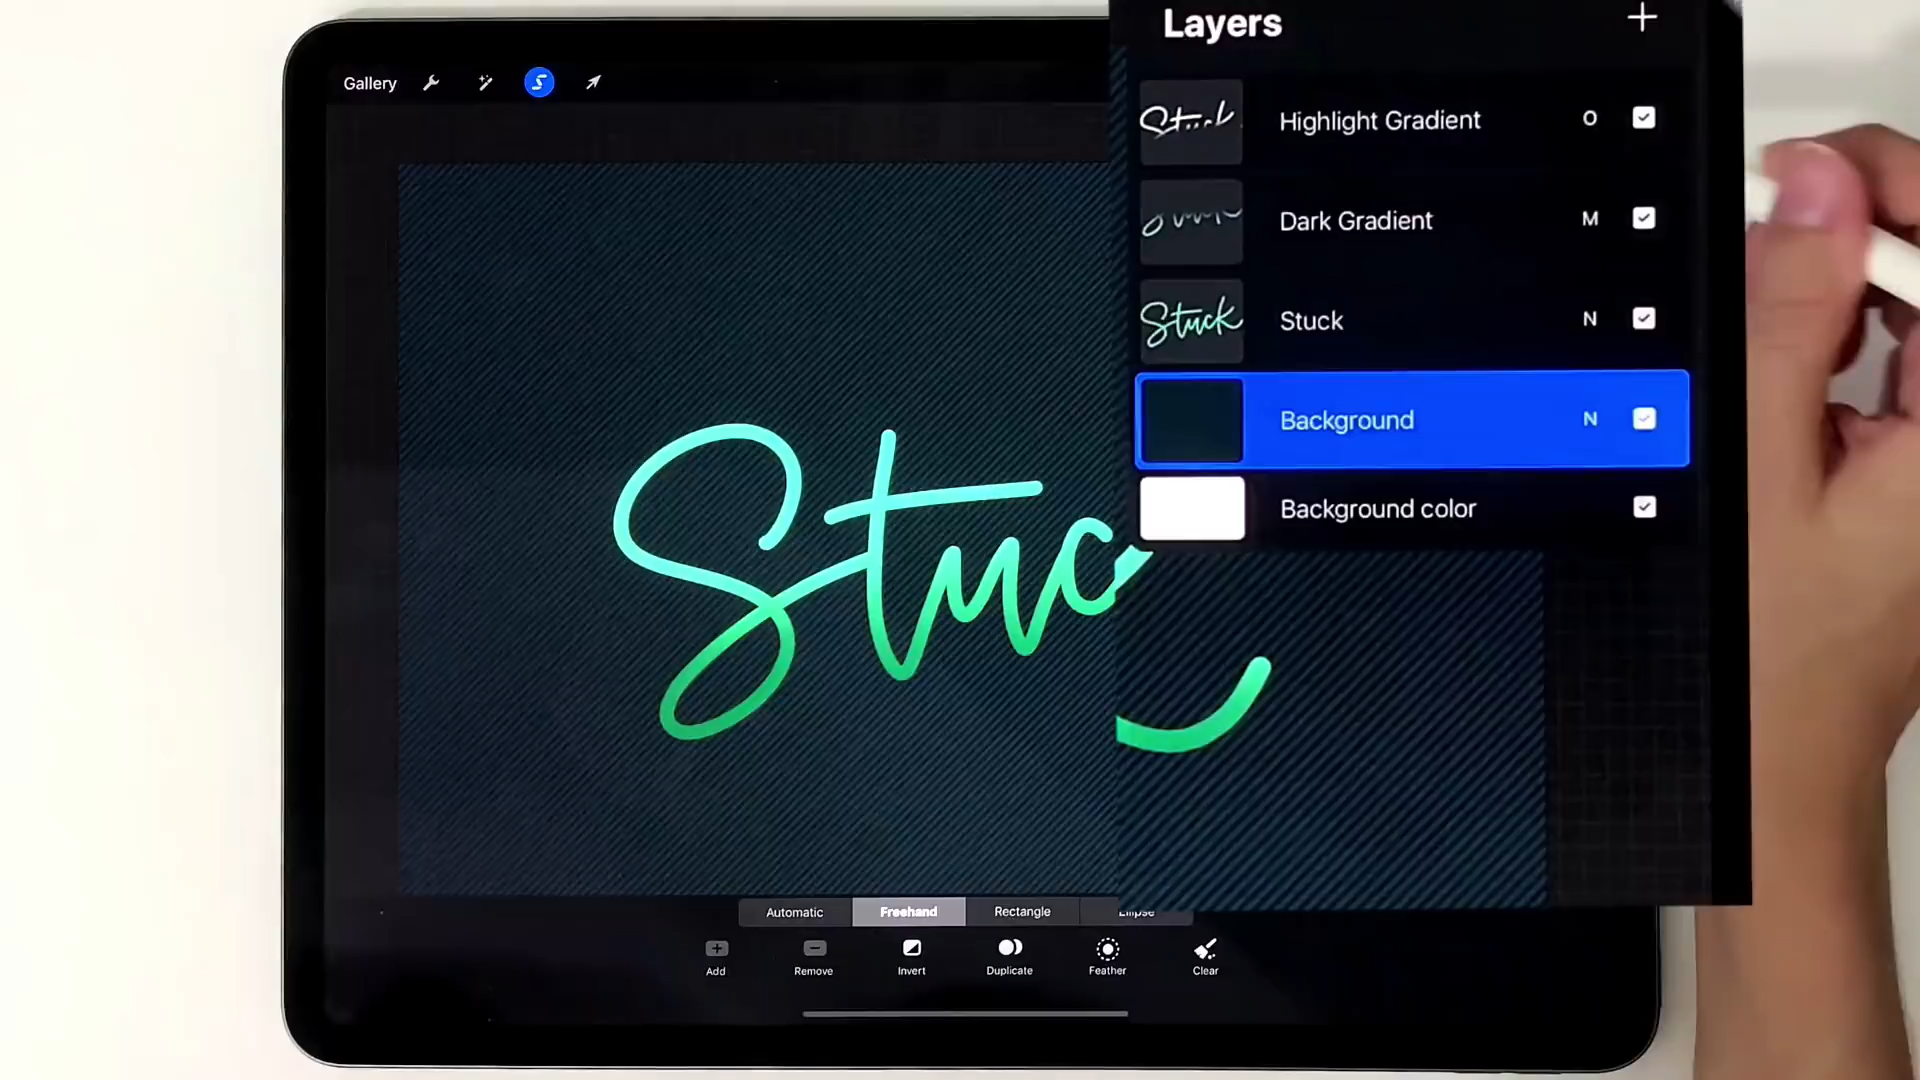 Gallery
Layers
Highlight Gradient O
Dark Gradient M
Stuck N
Background N
Background color
Stuc
Automatic Freehand Rectangle Ellipse
Add Remove Invert Duplicate Feather Clear